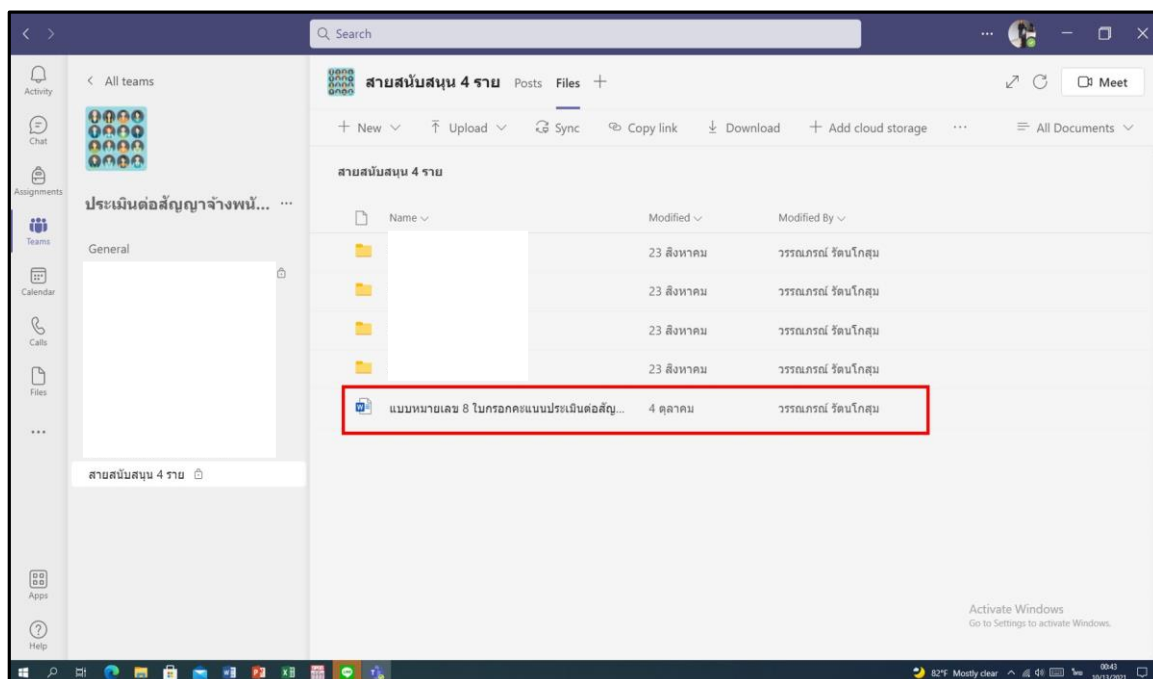 Search
Activity
Chat
Assignments
Teams
Calendar
Calls
Files
Apps
Help
All teams
ประเมินต่อสัญญาจ้างพนั... ...
General
สายสนับสนุน 4 ราย
สายสนับสนุน 4 ราย Posts Files +
Meet
+ New Upload Sync Copy link Download + Add cloud storage ... All Documents
สายสนับสนุน 4 ราย
Name Modified Modified By
23 สิงหาคม วรรณภรณ์ รัตนโกสุม
23 สิงหาคม วรรณภรณ์ รัตนโกสุม
23 สิงหาคม วรรณภรณ์ รัตนโกสุม
23 สิงหาคม วรรณภรณ์ รัตนโกสุม
แบบหมายเลข 8 ใบกรอกคะแนนประเมินต่อสัญ... 4 ตุลาคม วรรณภรณ์ รัตนโกสุม
Activate Windows
Go to Settings to activate Windows.
82°F Mostly clear
00:43
10/13/2021